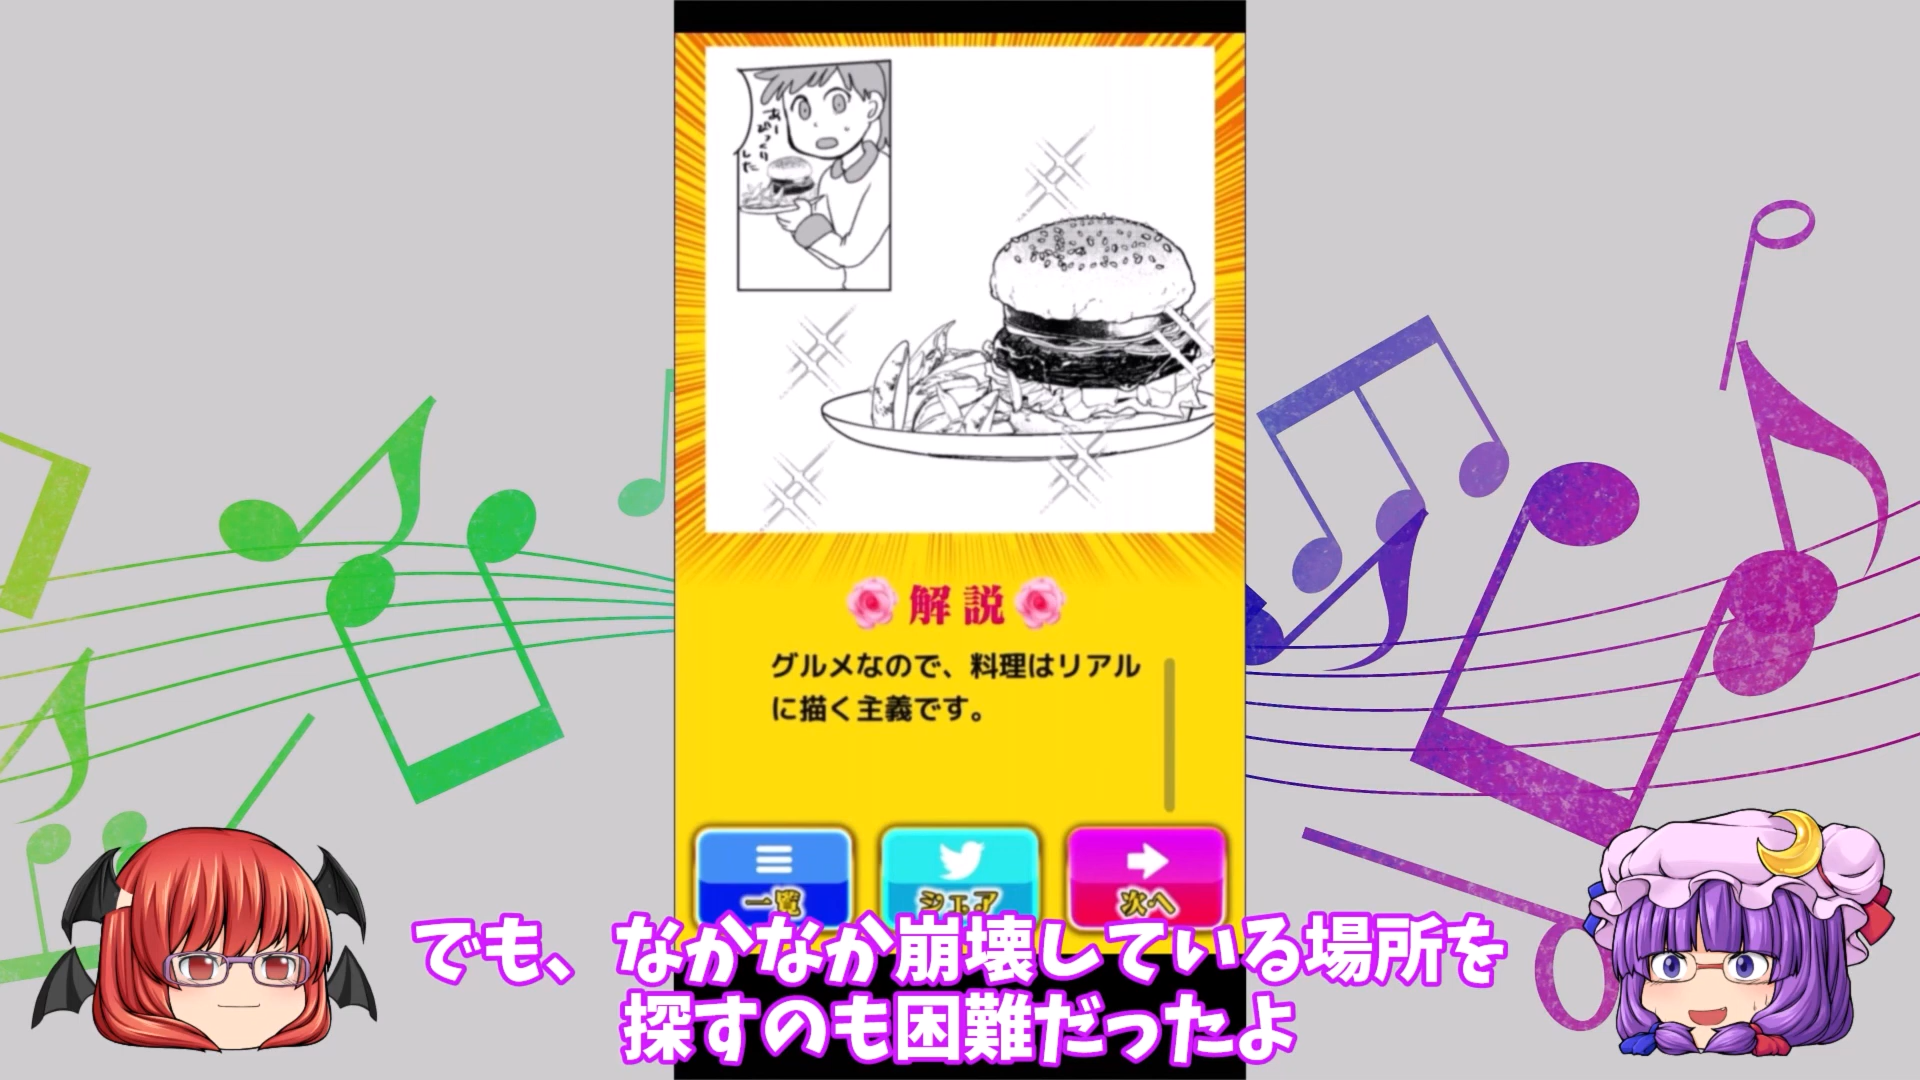 あー
びっくり
した
解説
グルメなので、料理はリアル
に描く主義です。
一覧
シェア
次へ
でも、なかなか崩壊している場所を
探すのも困難だったよ